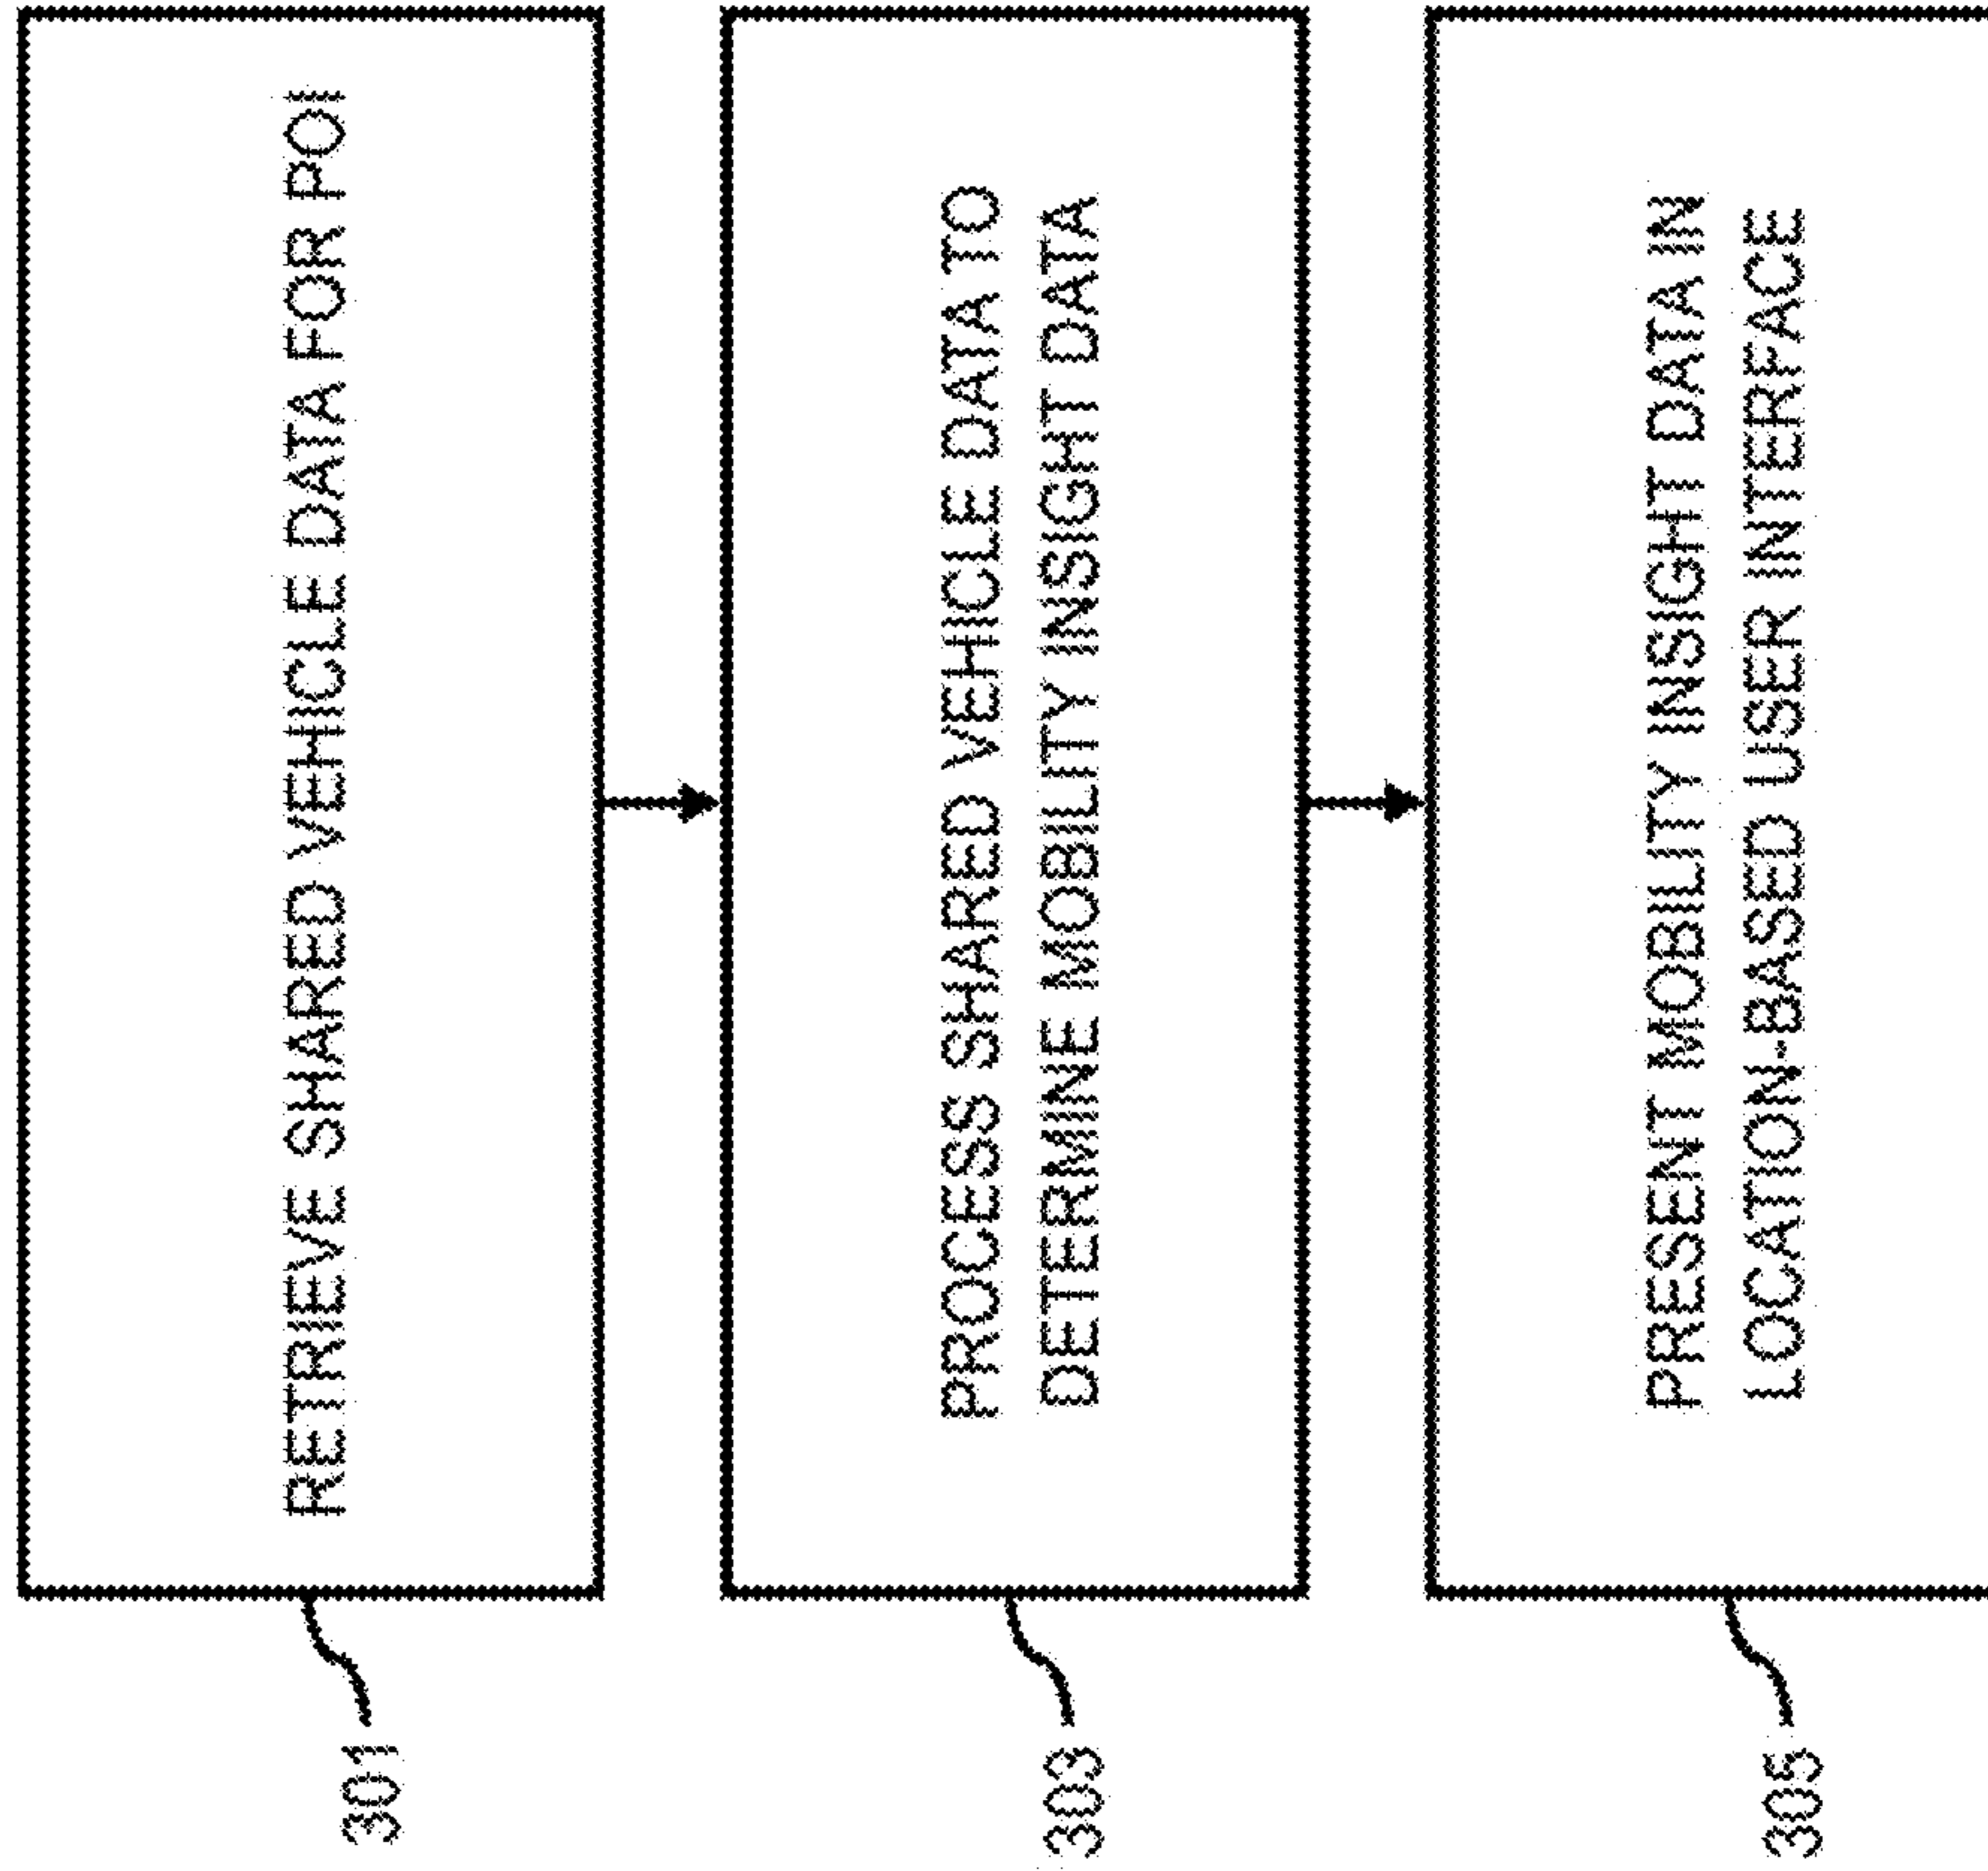 301
RETRIEVE SHARED VEHICLE DATA FOR POI
303
PROCESS SHARED VEHICLE DATA TO
DETERMINE MOBILITY INSIGHT DATA
305
PRESENT MOBILITY INSIGHT DATA IN
LOCATION-BASED USER INTERFACE